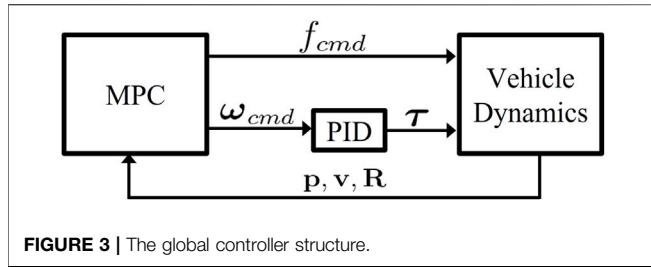 f_cmd
MPC
Vehicle
Dynamics
ω_cmd
PID
τ
p, v, R
FIGURE 3 | The global controller structure.